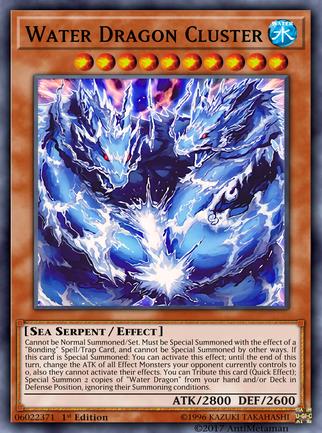 WATER DRAGON CLUSTER
WATER
水
[SEA SERPENT / EFFECT]
Cannot be Normal Summoned/Set. Must be Special Summoned with the effect of a
"Bonding" Spell/Trap Card, and cannot be Special Summoned by other ways. If
this card is Special Summoned: You can activate this effect; until the end of this
turn, change the ATK of all Effect Monsters your opponent currently controls to
0, also they cannot activate their effects. You can Tribute this card (Quick Effect);
Special Summon 2 copies of "Water Dragon" from your hand and/or Deck in
Defense Position, ignoring their Summoning conditions.
ATK/2800 DEF/2600
06022371 1st Edition ©1996 KAZUKI TAKAHASHI
©2017 AntiMetaman